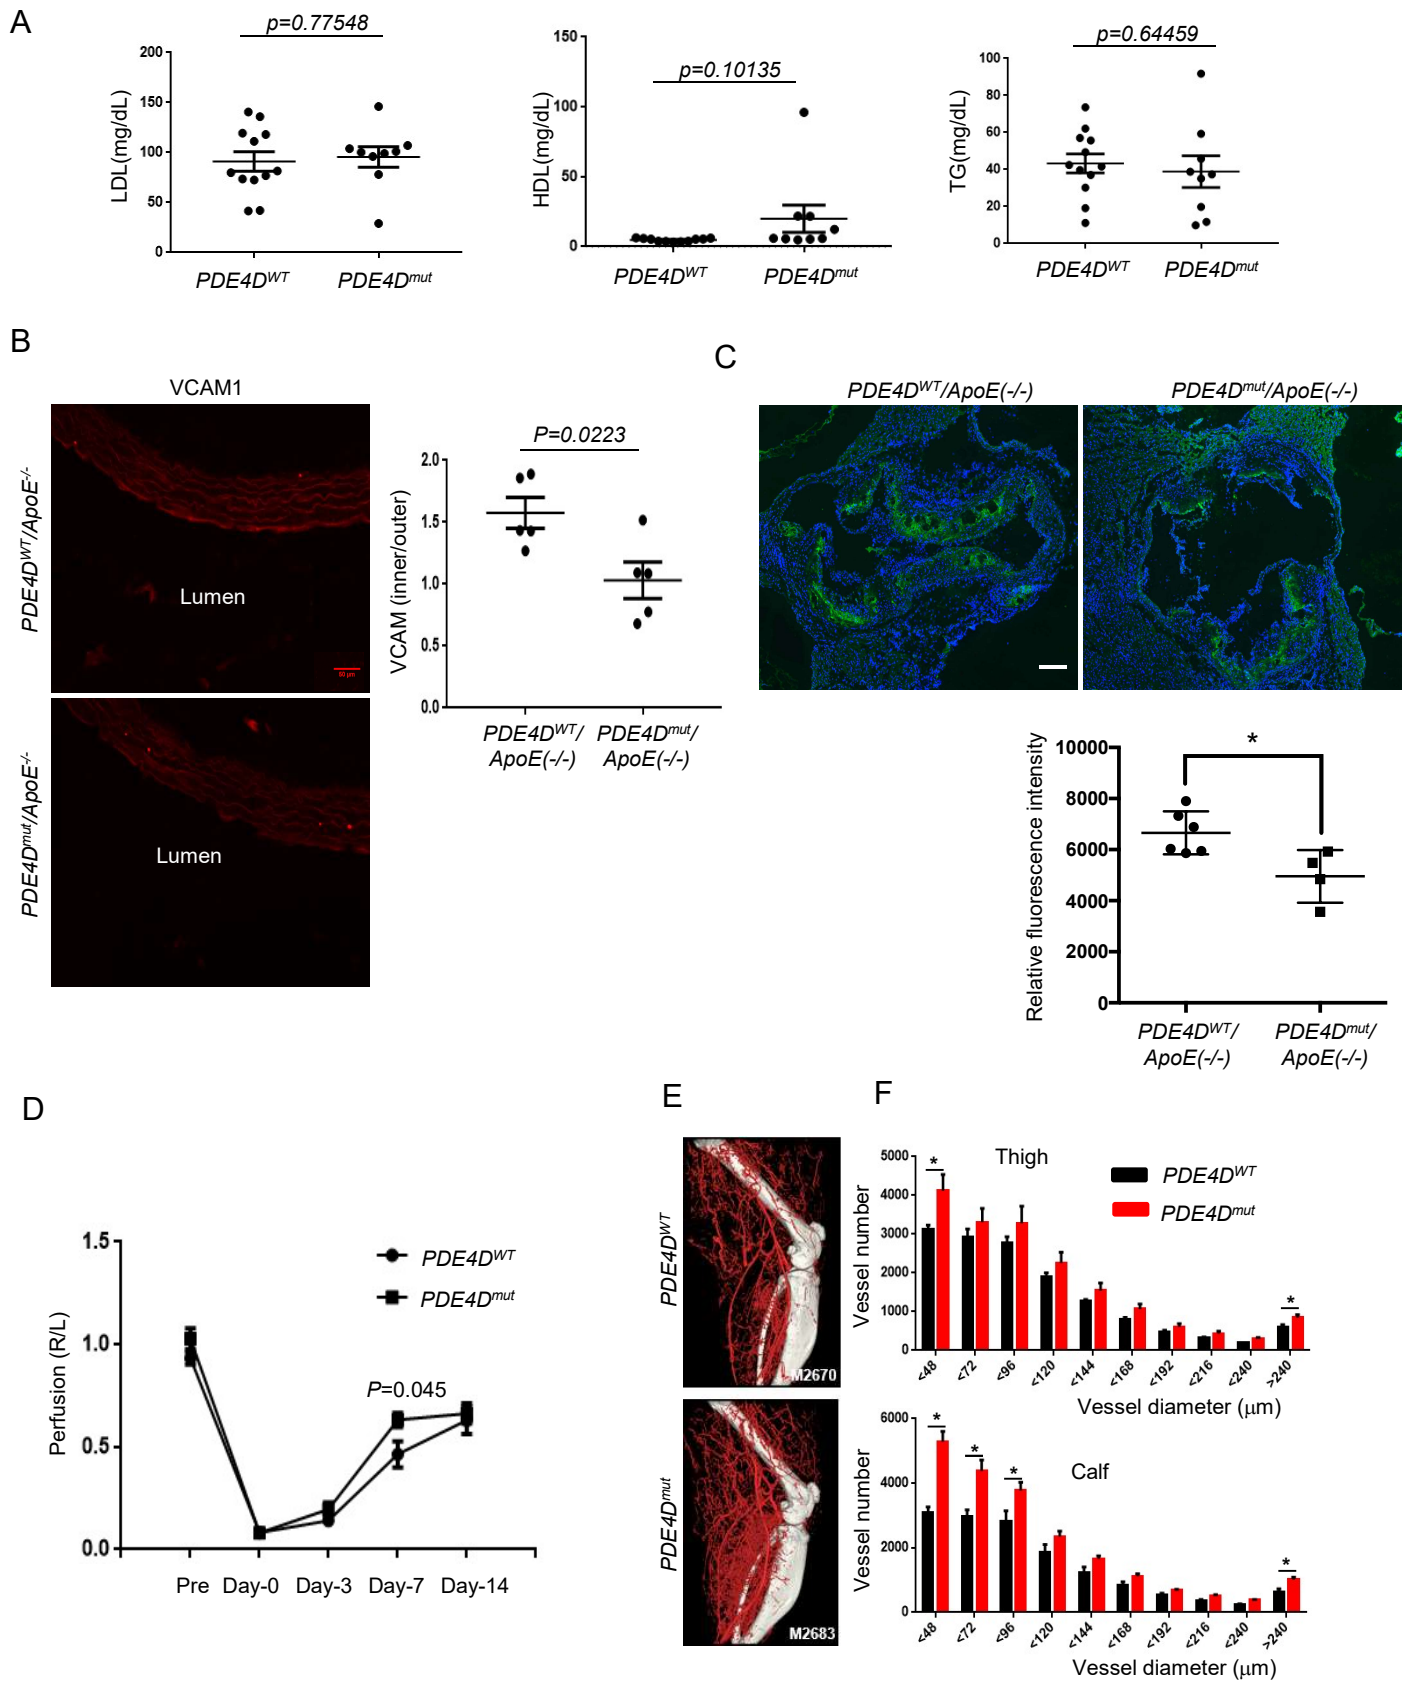 A
p=0.77548
LDL(mg/dL)
200
150
100
50
0
PDE4DWT
PDE4Dmut
p=0.10135
HDL(mg/dL)
150
100
50
0
PDE4DWT
PDE4Dmut
p=0.64459
TG(mg/dL)
100
80
60
40
20
0
PDE4DWT
PDE4Dmut
B
VCAM1
PDE4DWT/ApoE-/-
Lumen
50 μm
PDE4Dmut/ApoE-/-
Lumen
P=0.0223
VCAM (inner/outer)
2.0
1.5
1.0
0.5
0.0
PDE4DWT/
ApoE(-/-)
PDE4Dmut/
ApoE(-/-)
C
PDE4DWT/ApoE(-/-)
PDE4Dmut/ApoE(-/-)
*
Relative fluorescence intensity
10000
8000
6000
4000
2000
0
PDE4DWT/
ApoE(-/-)
PDE4Dmut/
ApoE(-/-)
D
Perfusion (R/L)
1.5
1.0
0.5
0.0
PDE4DWT
PDE4Dmut
P=0.045
Pre Day-0 Day-3 Day-7 Day-14
E
PDE4DWT
M2670
PDE4Dmut
M2683
F
Thigh
PDE4DWT
PDE4Dmut
Vessel number
5000
4000
3000
2000
1000
0
* *
<48 <72 <96 <120 <144 <168 <192 <216 <240 >240
Vessel diameter (μm)
Calf
Vessel number
6000
4000
2000
0
* * * *
<48 <72 <96 <120 <144 <168 <192 <216 <240 >240
Vessel diameter (μm)